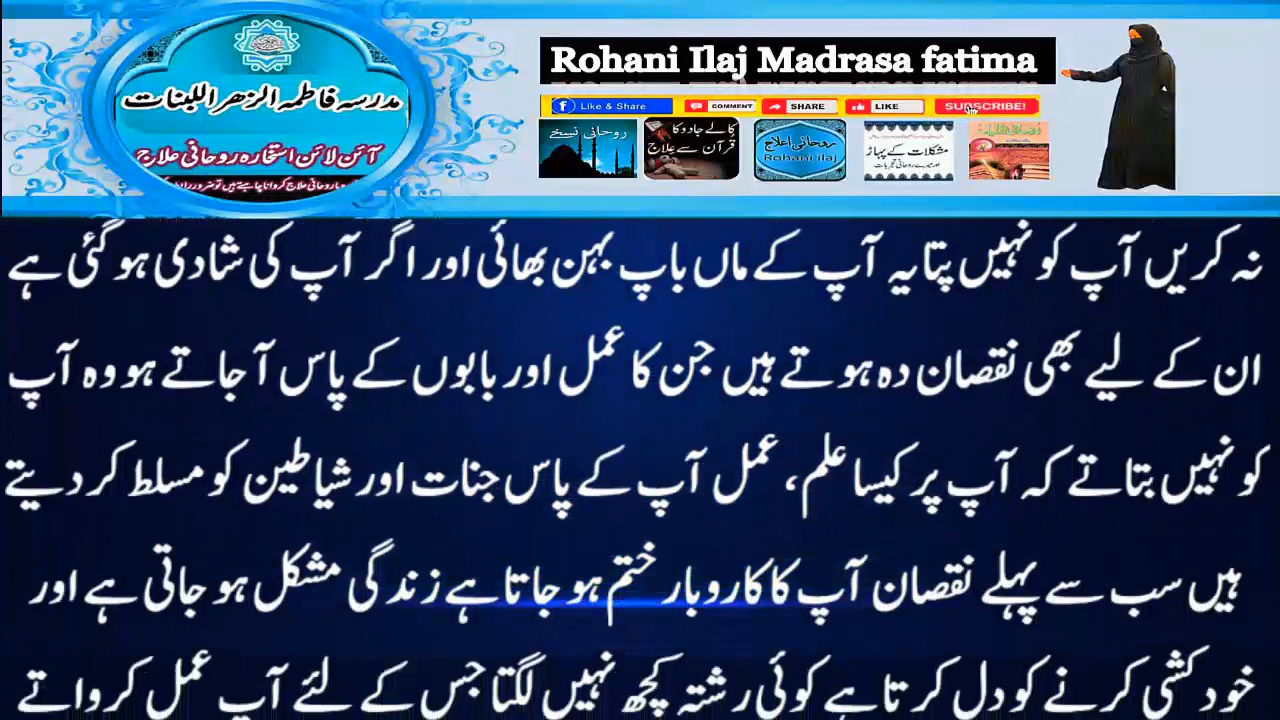 مدرسہ فاطمہ الزھرا للبنات
آئن لائن استخارہ روحانی علاج
Rohani Ilaj Madrasa fatima
Like & Share
COMMENT
SHARE
LIKE
SUBSCRIBE!
روحانی نسخے
کالے جادو کا
قرآن سے علاج
روحانی علاج
Rohani ilaj
مشکلات کے پہاڑ
نہ کریں آپ کو نہیں پتا یہ آپ کے ماں باپ بہن بھائی اور اگر آپ کی شادی ہو گئی ہے
ان کے لیے بھی نقصان دہ ہوتے ہیں جن کا عمل اور بابوں کے پاس آ جاتے ہو وہ آپ
کو نہیں بتاتے کہ آپ پر کیسا علم، عمل آپ کے پاس جنات اور شیاطین کو مسلط کر دیتے
ہیں سب سے پہلے نقصان آپ کا کاروبار ختم ہو جاتا ہے زندگی مشکل ہو جاتی ہے اور
خودکشی کرنے کو دل کرتا ہے کوئی رشتہ کچھ نہیں لگتا جس کے لئے آپ عمل کرواتے